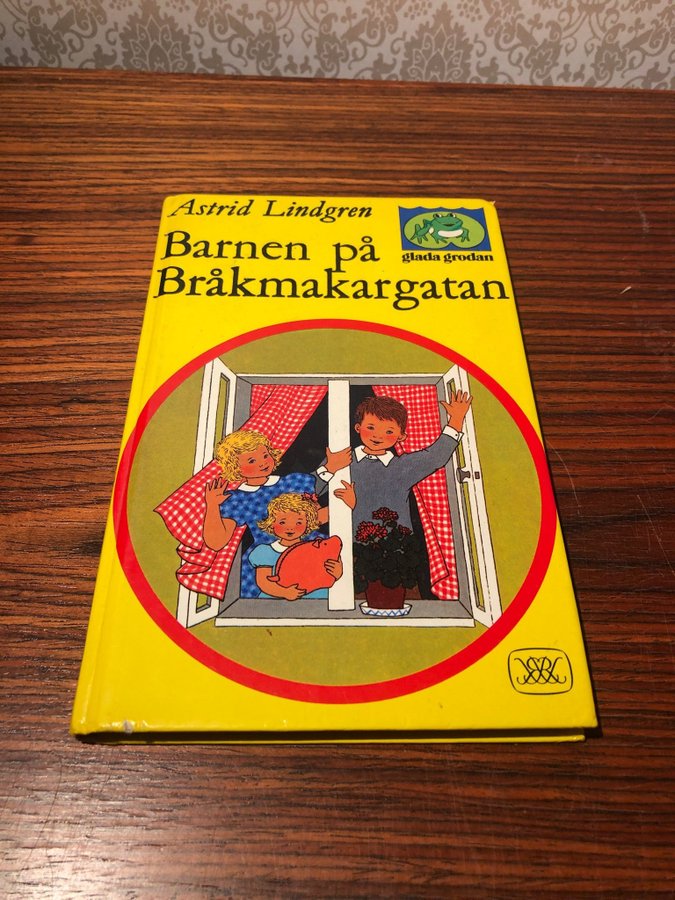 Astrid Lindgren
Barnen på
Bråkmakargatan
glada grodan